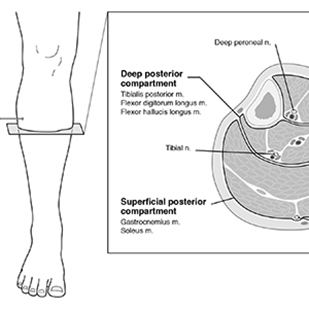 Deep peroneal n.
Deep posterior
compartment
Tibialis posterior m.
Flexor digitorum longus m.
Flexor hallucis longus m.
Tibial n.
Superficial posterior
compartment
Gastrocnemius m.
Soleus m.